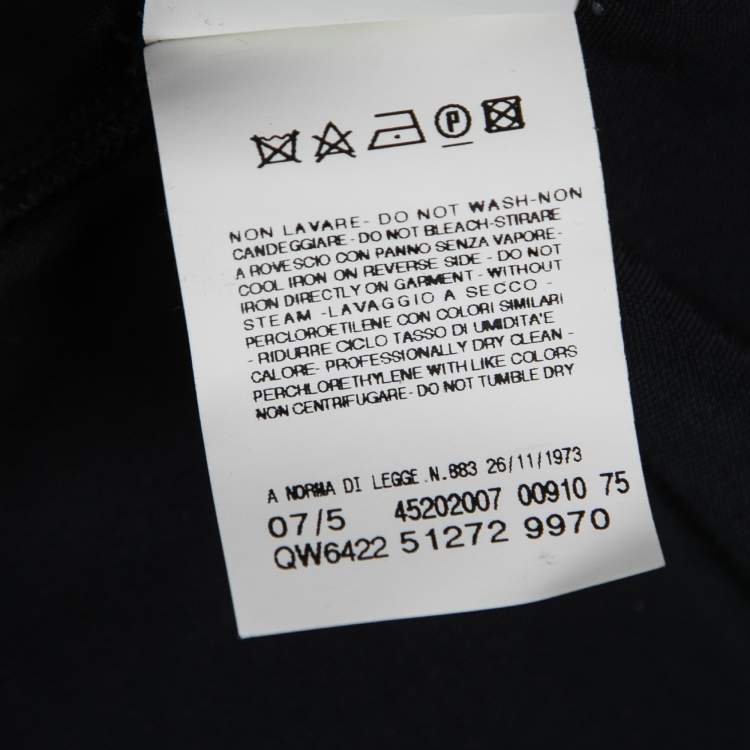 P
NON LAVARE- DO NOT WASH-NON
CANDEGGIARE- DO NOT BLEACH-STIRARE
A ROVESCIO CON PANNO SENZA VAPORE-
COOL IRON ON REVERSE SIDE - DO NOT
IRON DIRECTLY ON GARMENT - WITHOUT
STEAM -LAVAGGIO A SECCO -
PERCLOROETILENE CON COLORI SIMILARI
- RIDURRE CICLO TASSO DI UMIDITA'E
CALORE- PROFESSIONALLY DRY CLEAN -
PERCHLORETHYLENE WITH LIKE COLORS
NON CENTRIFUGARE- DO NOT TUMBLE DRY
A NORMA DI LEGGE N.883 26/11/1973
07/5 45202007 00910 75
QW6422 51272 9970